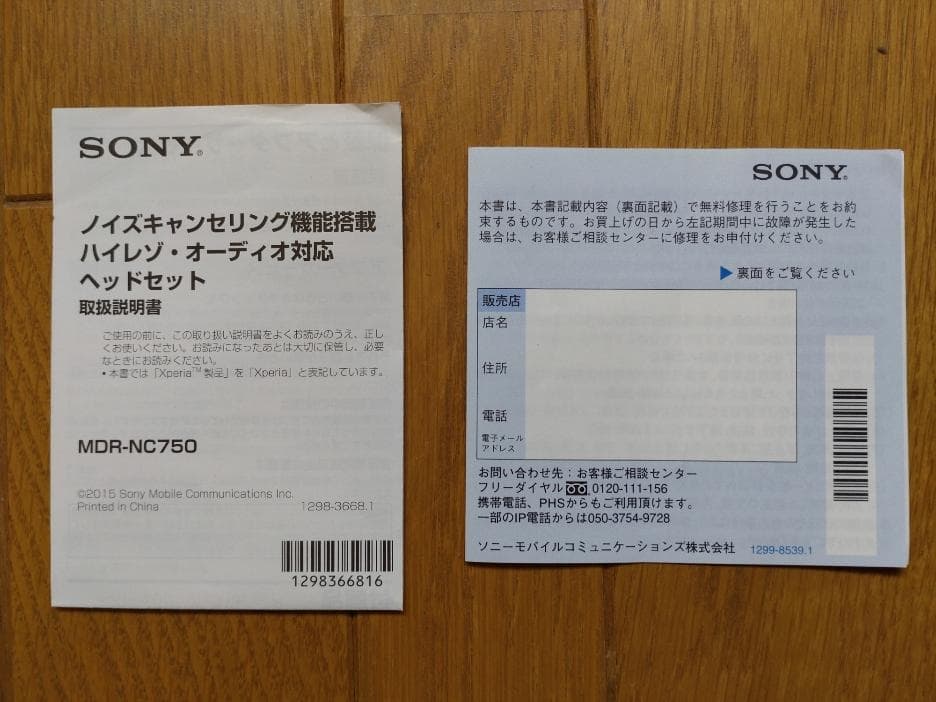 SONY®
ノイズキャンセリング機能搭載
ハイレゾ・オーディオ対応
ヘッドセット
取扱説明書
ご使用の前に、この取り扱い説明書をよくお読みのうえ、正し
くお使いください。お読みになったあとは大切に保管し、必要
なときにお読みください。
• 本書では「Xperia™ 製品」を「Xperia」と表記しています。
MDR-NC750
©2015 Sony Mobile Communications Inc.
Printed in China 1298-3668.1
1298366816
SONY®
本書は、本書記載内容（裏面記載）で無料修理を行うことをお約
束するものです。お買上げの日から左記期間中に故障が発生した
場合は、お客様ご相談センターに修理をお申付けください。
▶ 裏面をご覧ください
販売店
店名
住所
電話
電子メール
アドレス
お問い合わせ先：お客様ご相談センター
フリーダイヤル 0120-111-156
携帯電話、PHSからもご利用頂けます。
一部のIP電話からは050-3754-9728
ソニーモバイルコミュニケーションズ株式会社 1299-8539.1